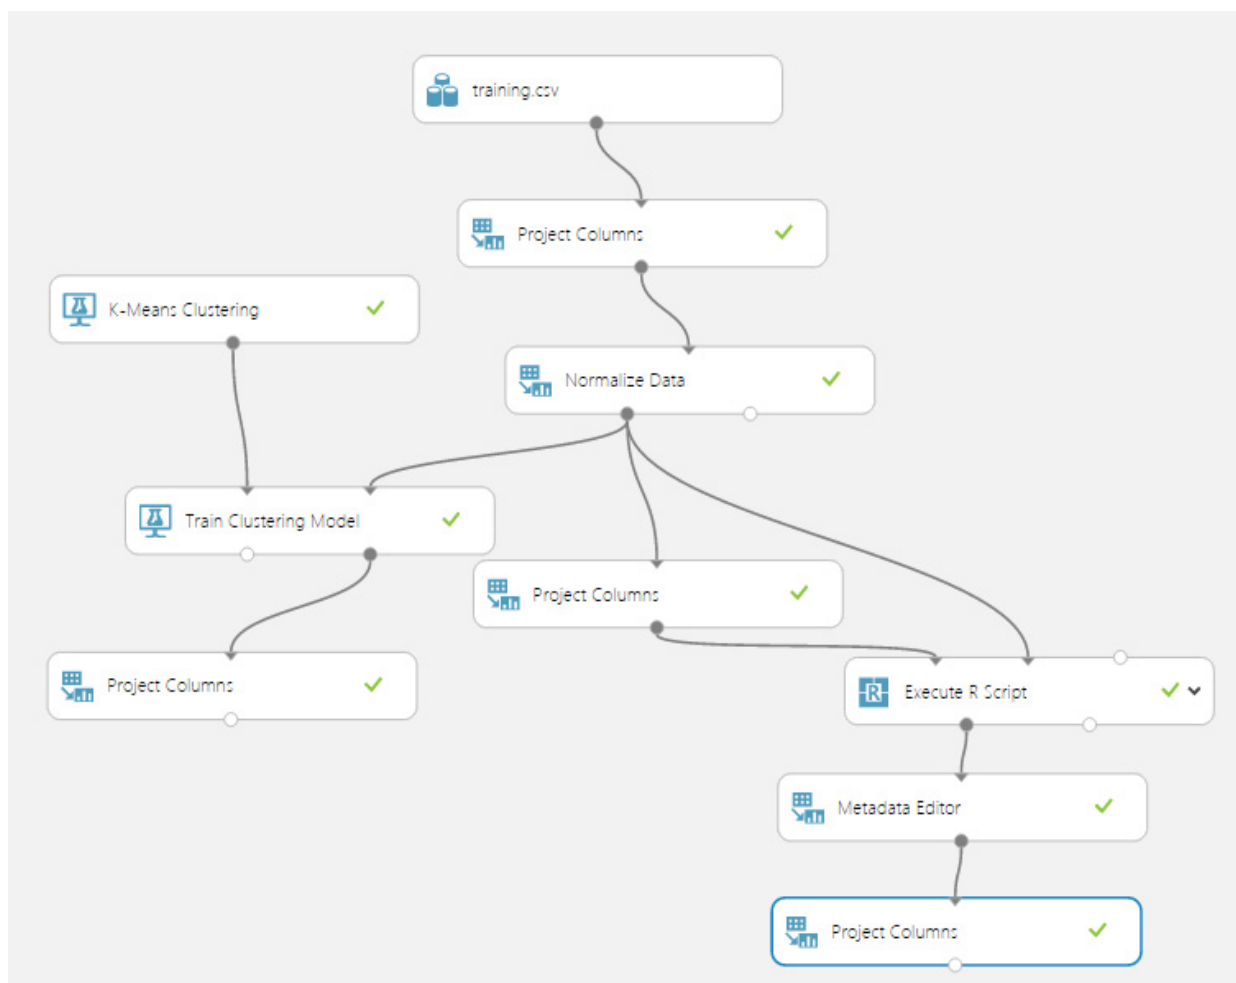 training.csv
Project Columns
K-Means Clustering
Normalize Data
Train Clustering Model
Project Columns
Project Columns
Execute R Script
Metadata Editor
Project Columns